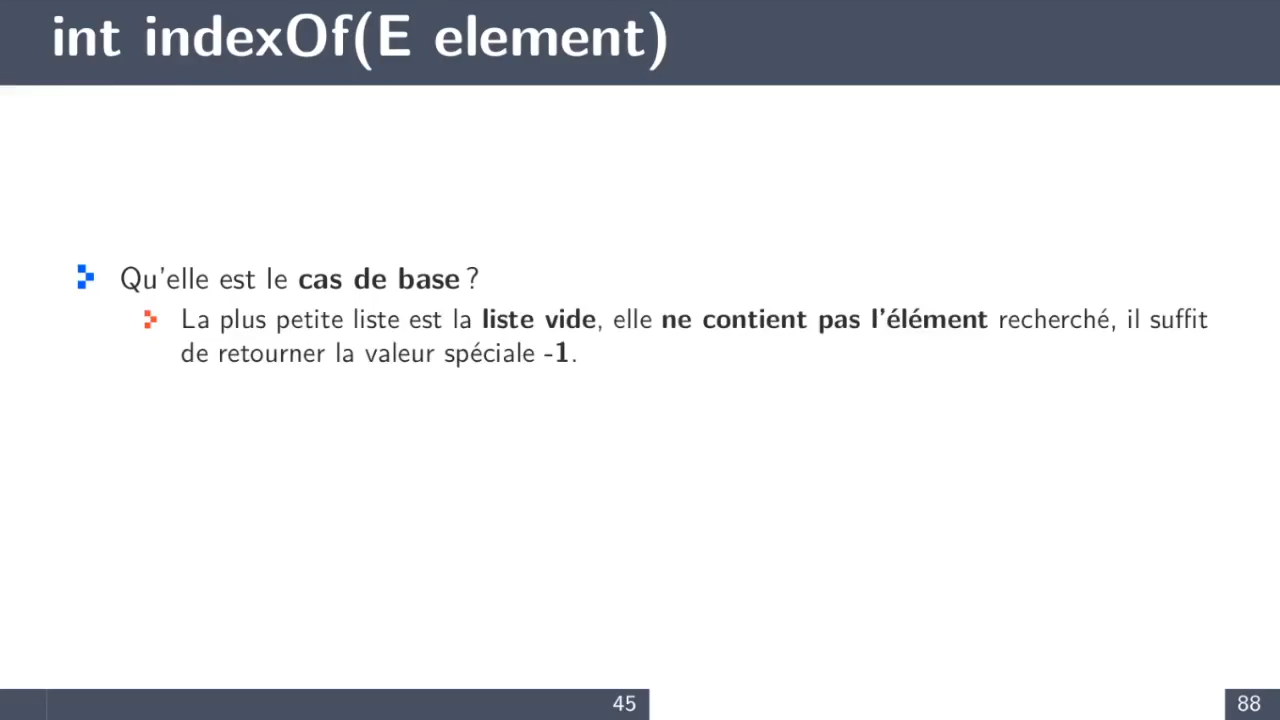 int indexOf(E element)
Qu'elle est le cas de base ?
La plus petite liste est la liste vide, elle ne contient pas l'élément recherché, il suffit
de retourner la valeur spéciale -1.
45
88